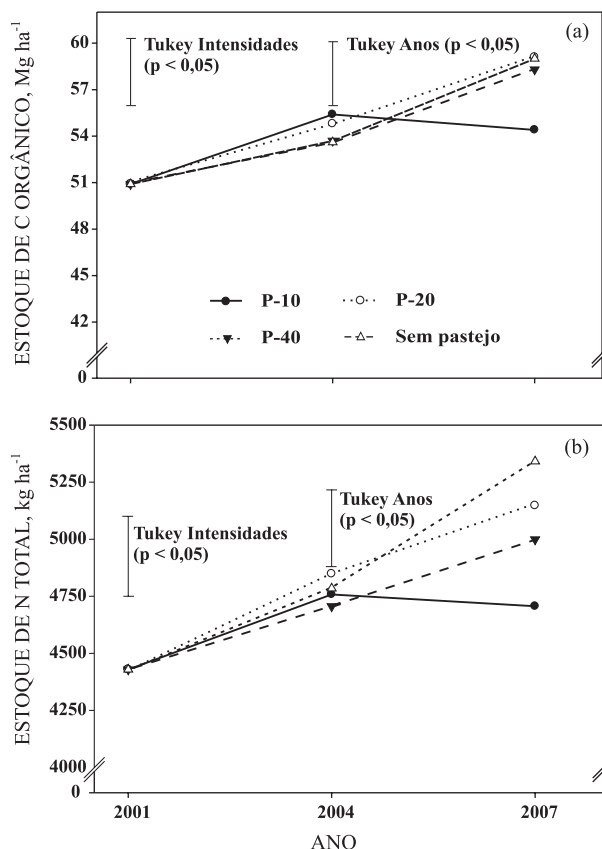 ESTOQUE DE C ORGÂNICO, Mg ha-1
60
57
54
51
48
45
42
0
Tukey Intensidades
(p < 0,05)
Tukey Anos (p < 0,05)
(a)
P-10
P-20
P-40
Sem pastejo
ESTOQUE DE N TOTAL, kg ha-1
5500
5250
5000
4750
4500
4250
4000
0
Tukey Intensidades
(p < 0,05)
Tukey Anos
(p < 0,05)
(b)
2001
2004
2007
ANO